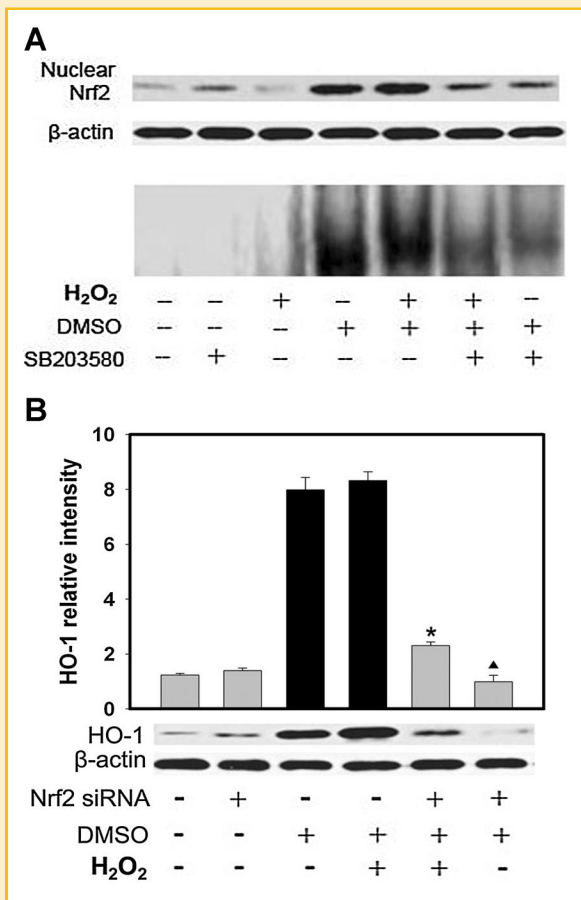 A
Nuclear
Nrf2
β-actin
H₂O₂ -- -- + -- + + --
DMSO -- -- -- + + + +
SB203580 -- + -- -- -- + +
B
HO-1 relative intensity
10
8
6
4
2
0
*
▲
HO-1
β-actin
Nrf2 siRNA - + - - + +
DMSO - - + + + +
H₂O₂ - - - + + -